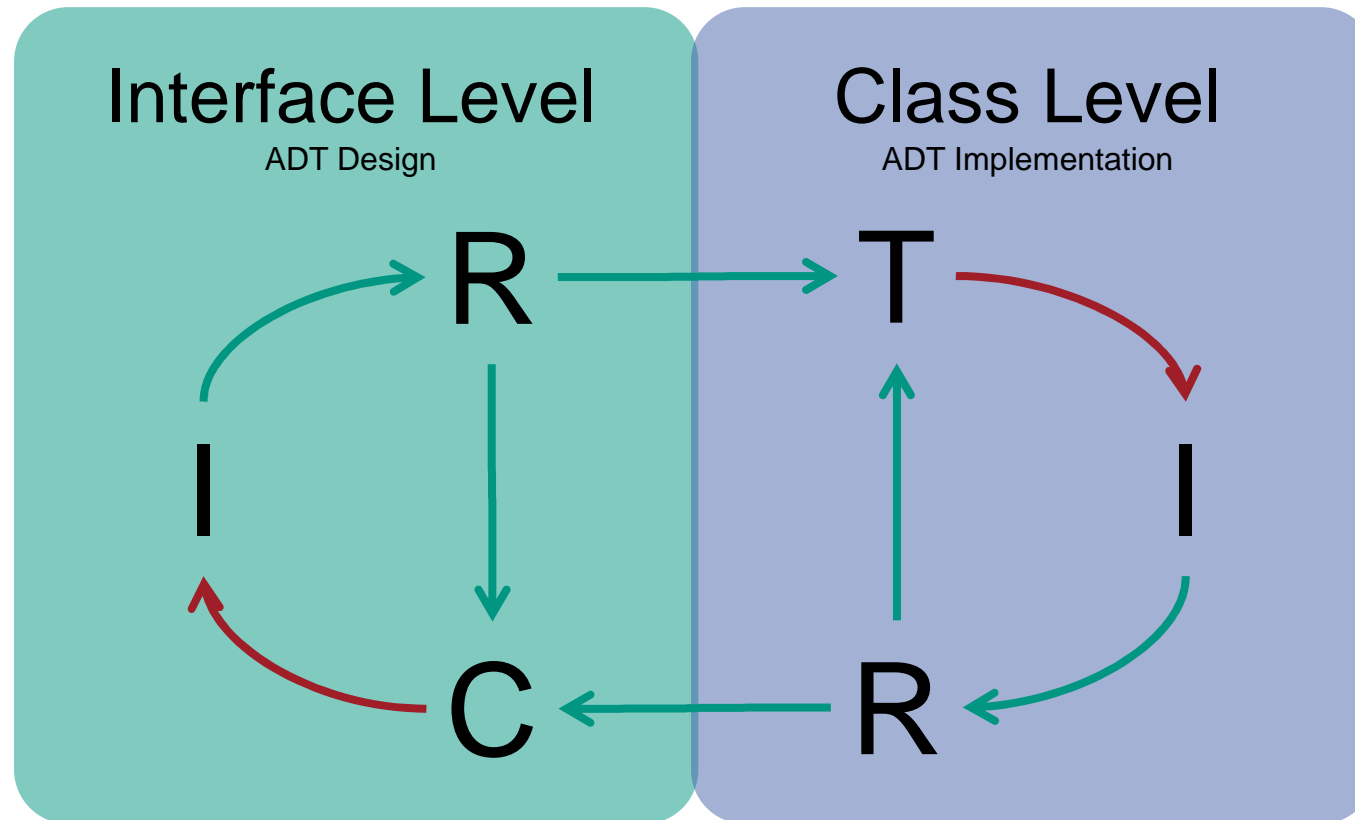 Interface Level
ADT Design
Class Level
ADT Implementation
R
T
I
I
C
R